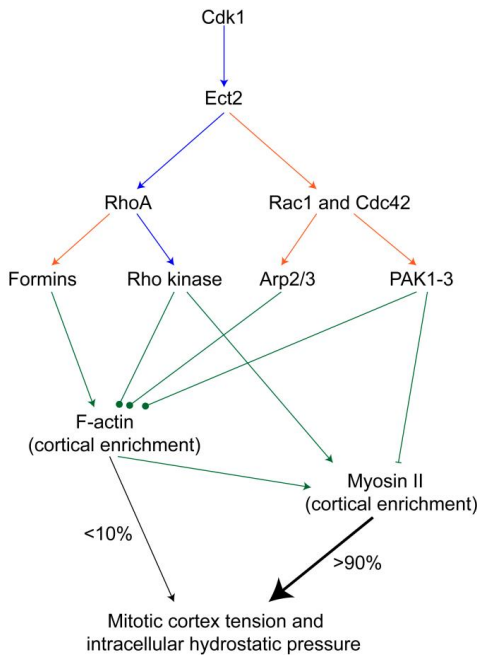 Cdk1
Ect2
RhoA
Rac1 and Cdc42
Formins
Rho kinase
Arp2/3
PAK1-3
F-actin
(cortical enrichment)
Myosin II
(cortical enrichment)
<10%
>90%
Mitotic cortex tension and
intracellular hydrostatic pressure